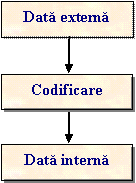 Dată externă
Codificare
Dată internă